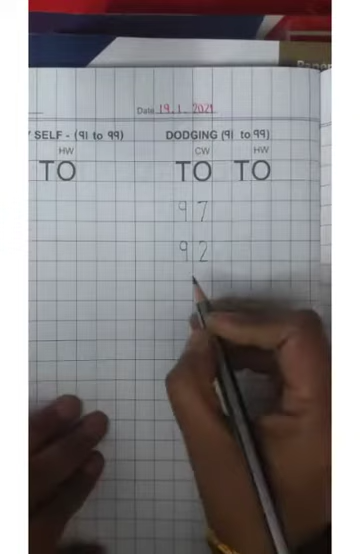 Date 19.1.2021
SELF - (91 to 99)
DODGING (91 to 99)
HW
CW
HW
TO
TO
TO
97
92